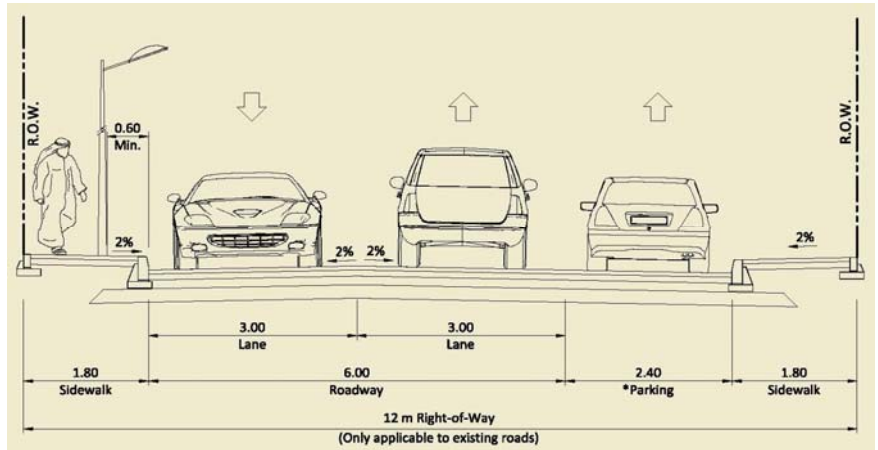 R.O.W.
R.O.W.
0.60
Min.
2%
2%
2%
2%
3.00
Lane
3.00
Lane
1.80
Sidewalk
6.00
Roadway
2.40
*Parking
1.80
Sidewalk
12 m Right-of-Way
(Only applicable to existing roads)